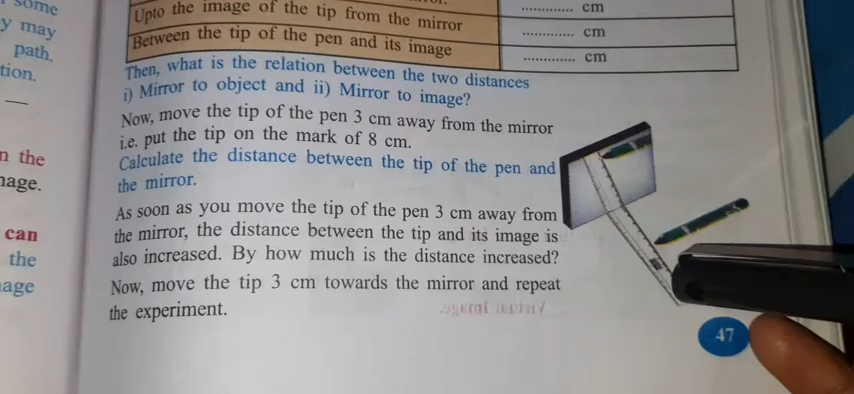 some
y may
path.
tion.
n the
nage.
can
the
age
Upto the image of the tip from the mirror
............. cm
Between the tip of the pen and its image
............. cm
............. cm
Then, what is the relation between the two distances
i) Mirror to object and ii) Mirror to image?
Now, move the tip of the pen 3 cm away from the mirror
i.e. put the tip on the mark of 8 cm.
Calculate the distance between the tip of the pen and
the mirror.
As soon as you move the tip of the pen 3 cm away from
the mirror, the distance between the tip and its image is
also increased. By how much is the distance increased?
Now, move the tip 3 cm towards the mirror and repeat
the experiment.
47